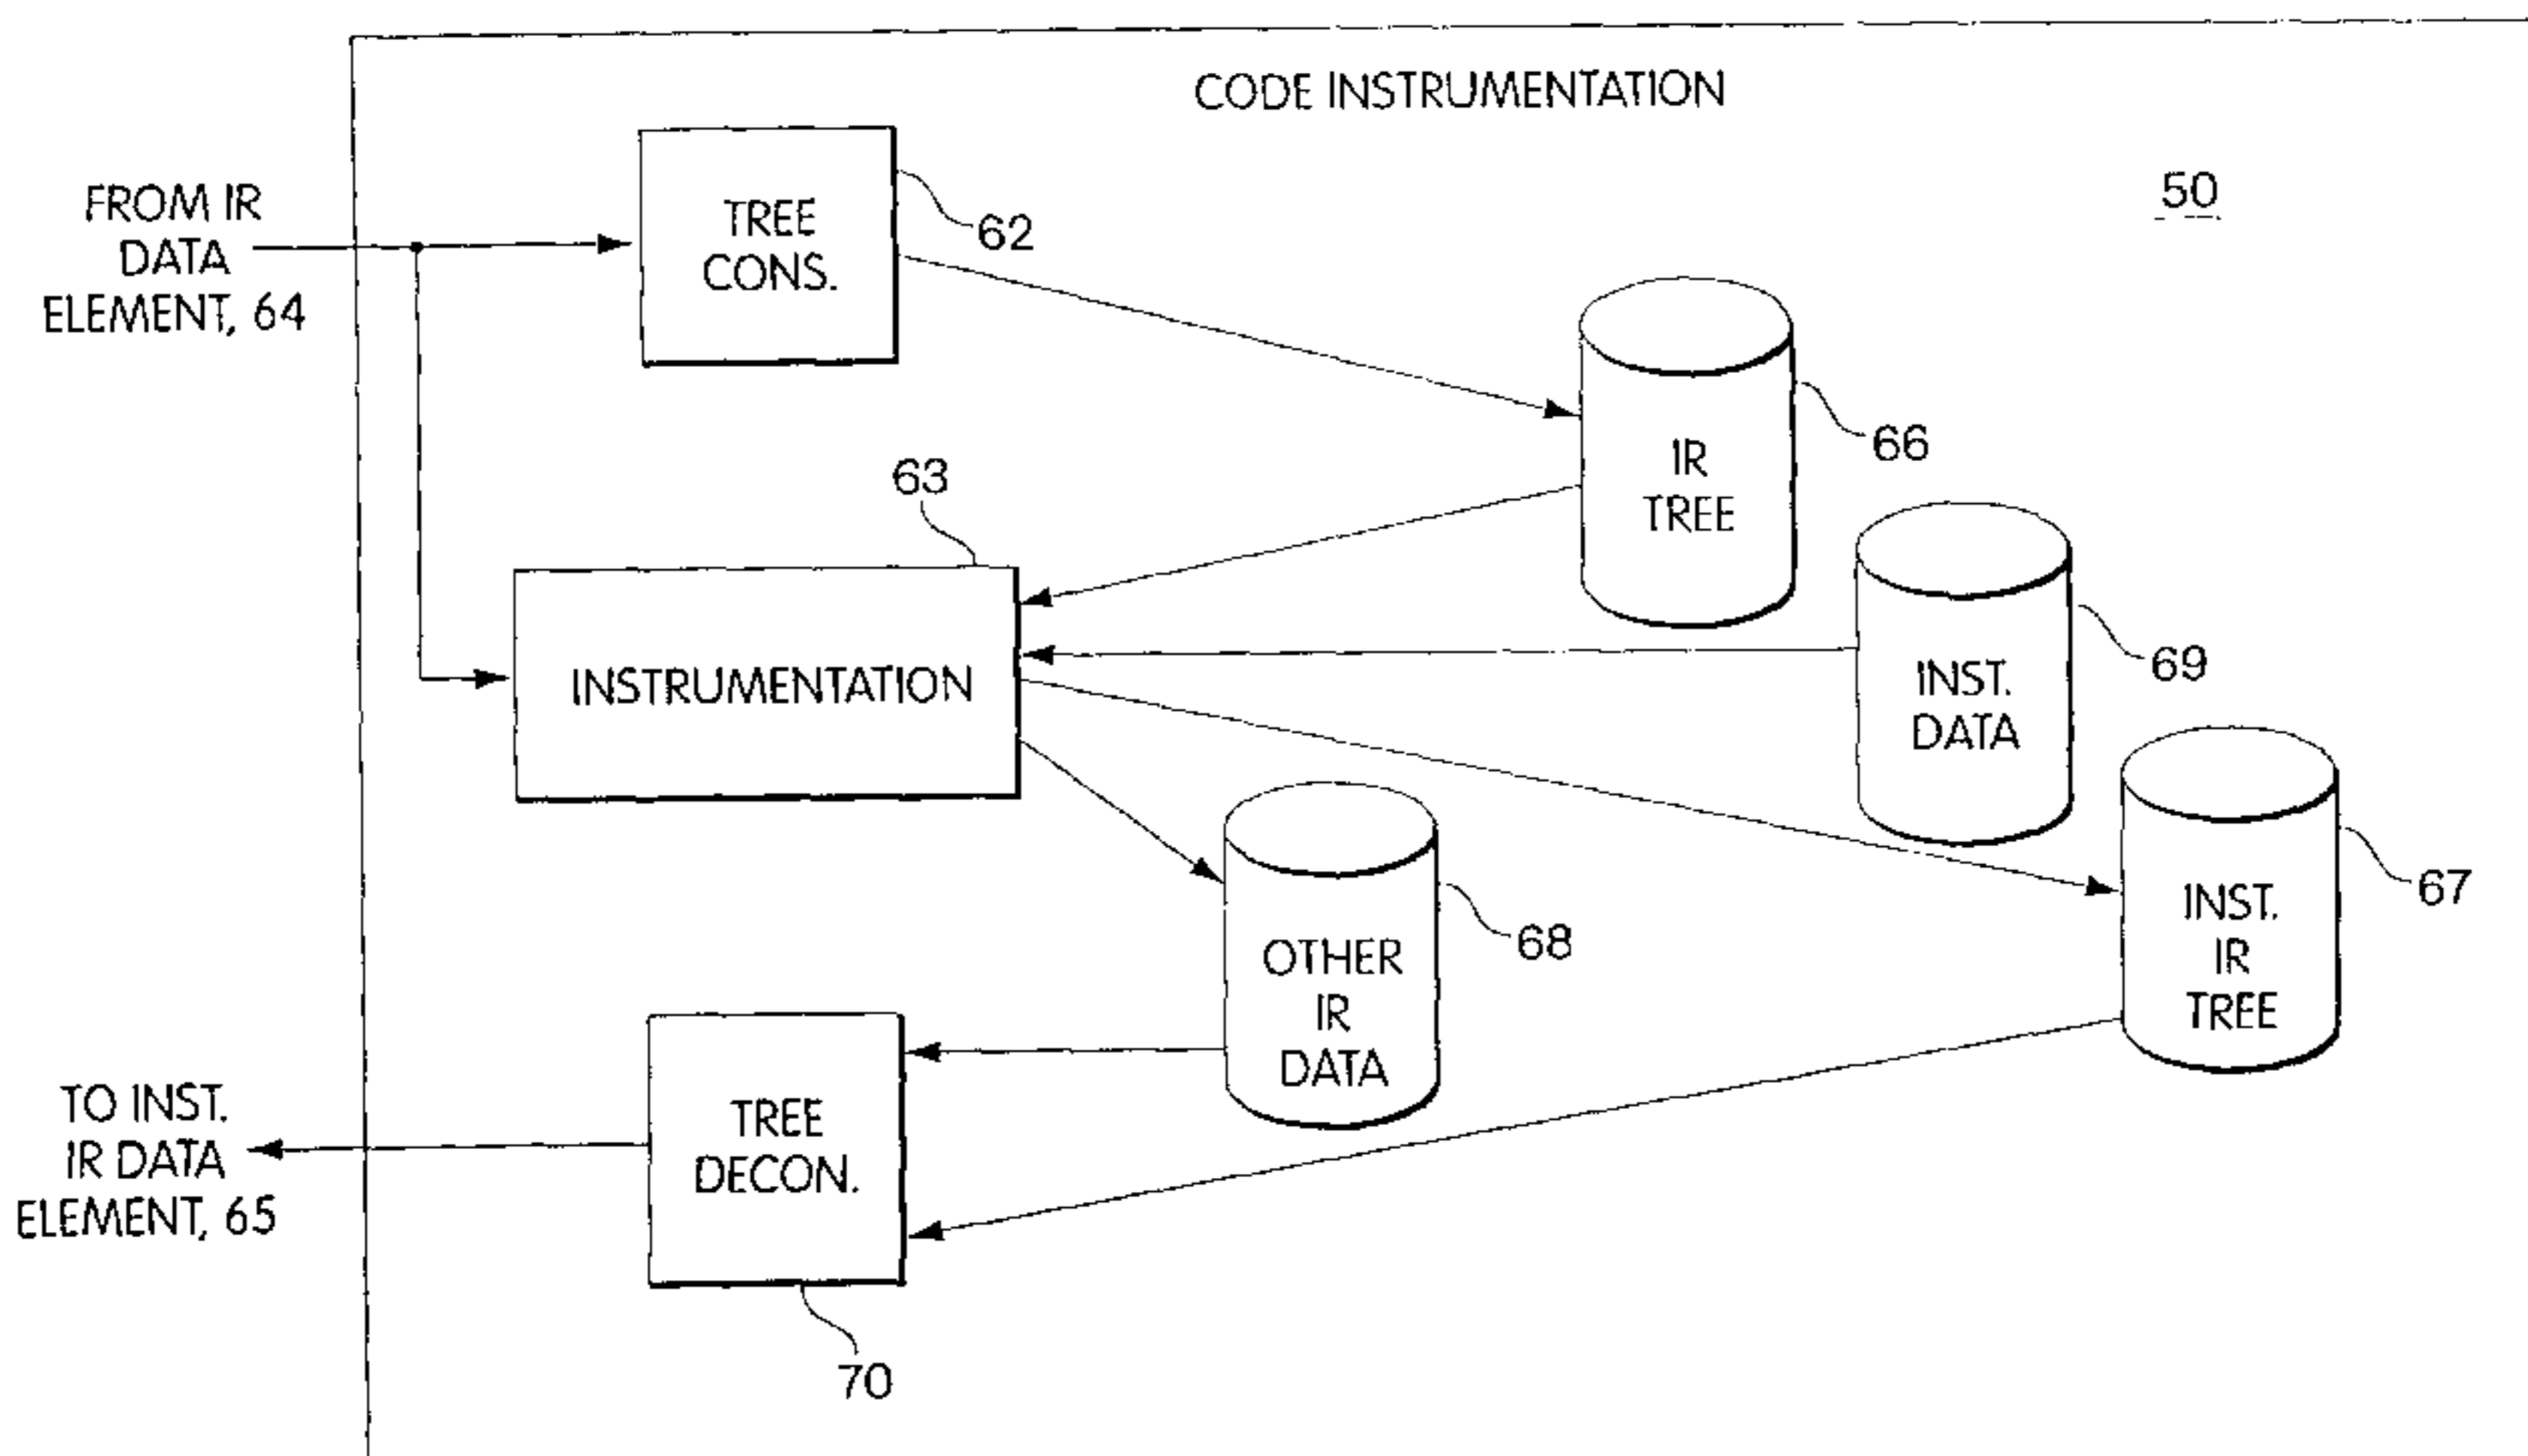 CODE INSTRUMENTATION
50
FROM IR
DATA
ELEMENT, 64
TREE
CONS.
62
IR
TREE
66
63
INSTRUMENTATION
INST.
DATA
69
INST.
IR
TREE
67
OTHER
IR
DATA
68
TREE
DECON.
70
TO INST.
IR DATA
ELEMENT, 65